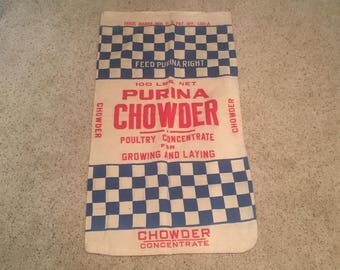 FEED PURINA RIGHT
100 LBS. NET
PURINA
CHOWDER
CHOWDER
CHOWDER
POULTRY CONCENTRATE
FOR
GROWING AND LAYING
CHOWDER
CONCENTRATE